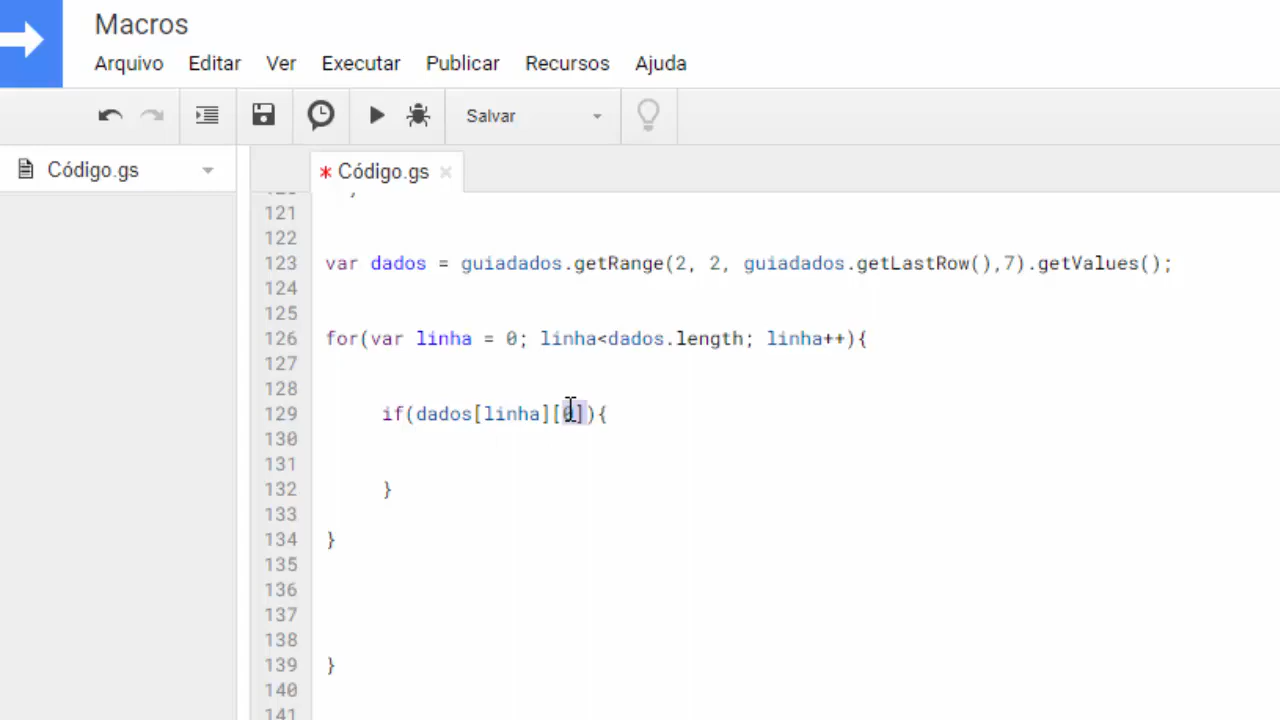 Macros
Arquivo Editar Ver Executar Publicar Recursos Ajuda
Salvar
Código.gs
* Código.gs ×
121
122
123 var dados = guiadados.getRange(2, 2, guiadados.getLastRow(),7).getValues();
124
125
126 for(var linha = 0; linha<dados.length; linha++){
127
128
129 if(dados[linha][0]){
130
131
132 }
133
134 }
135
136
137
138
139 }
140
141